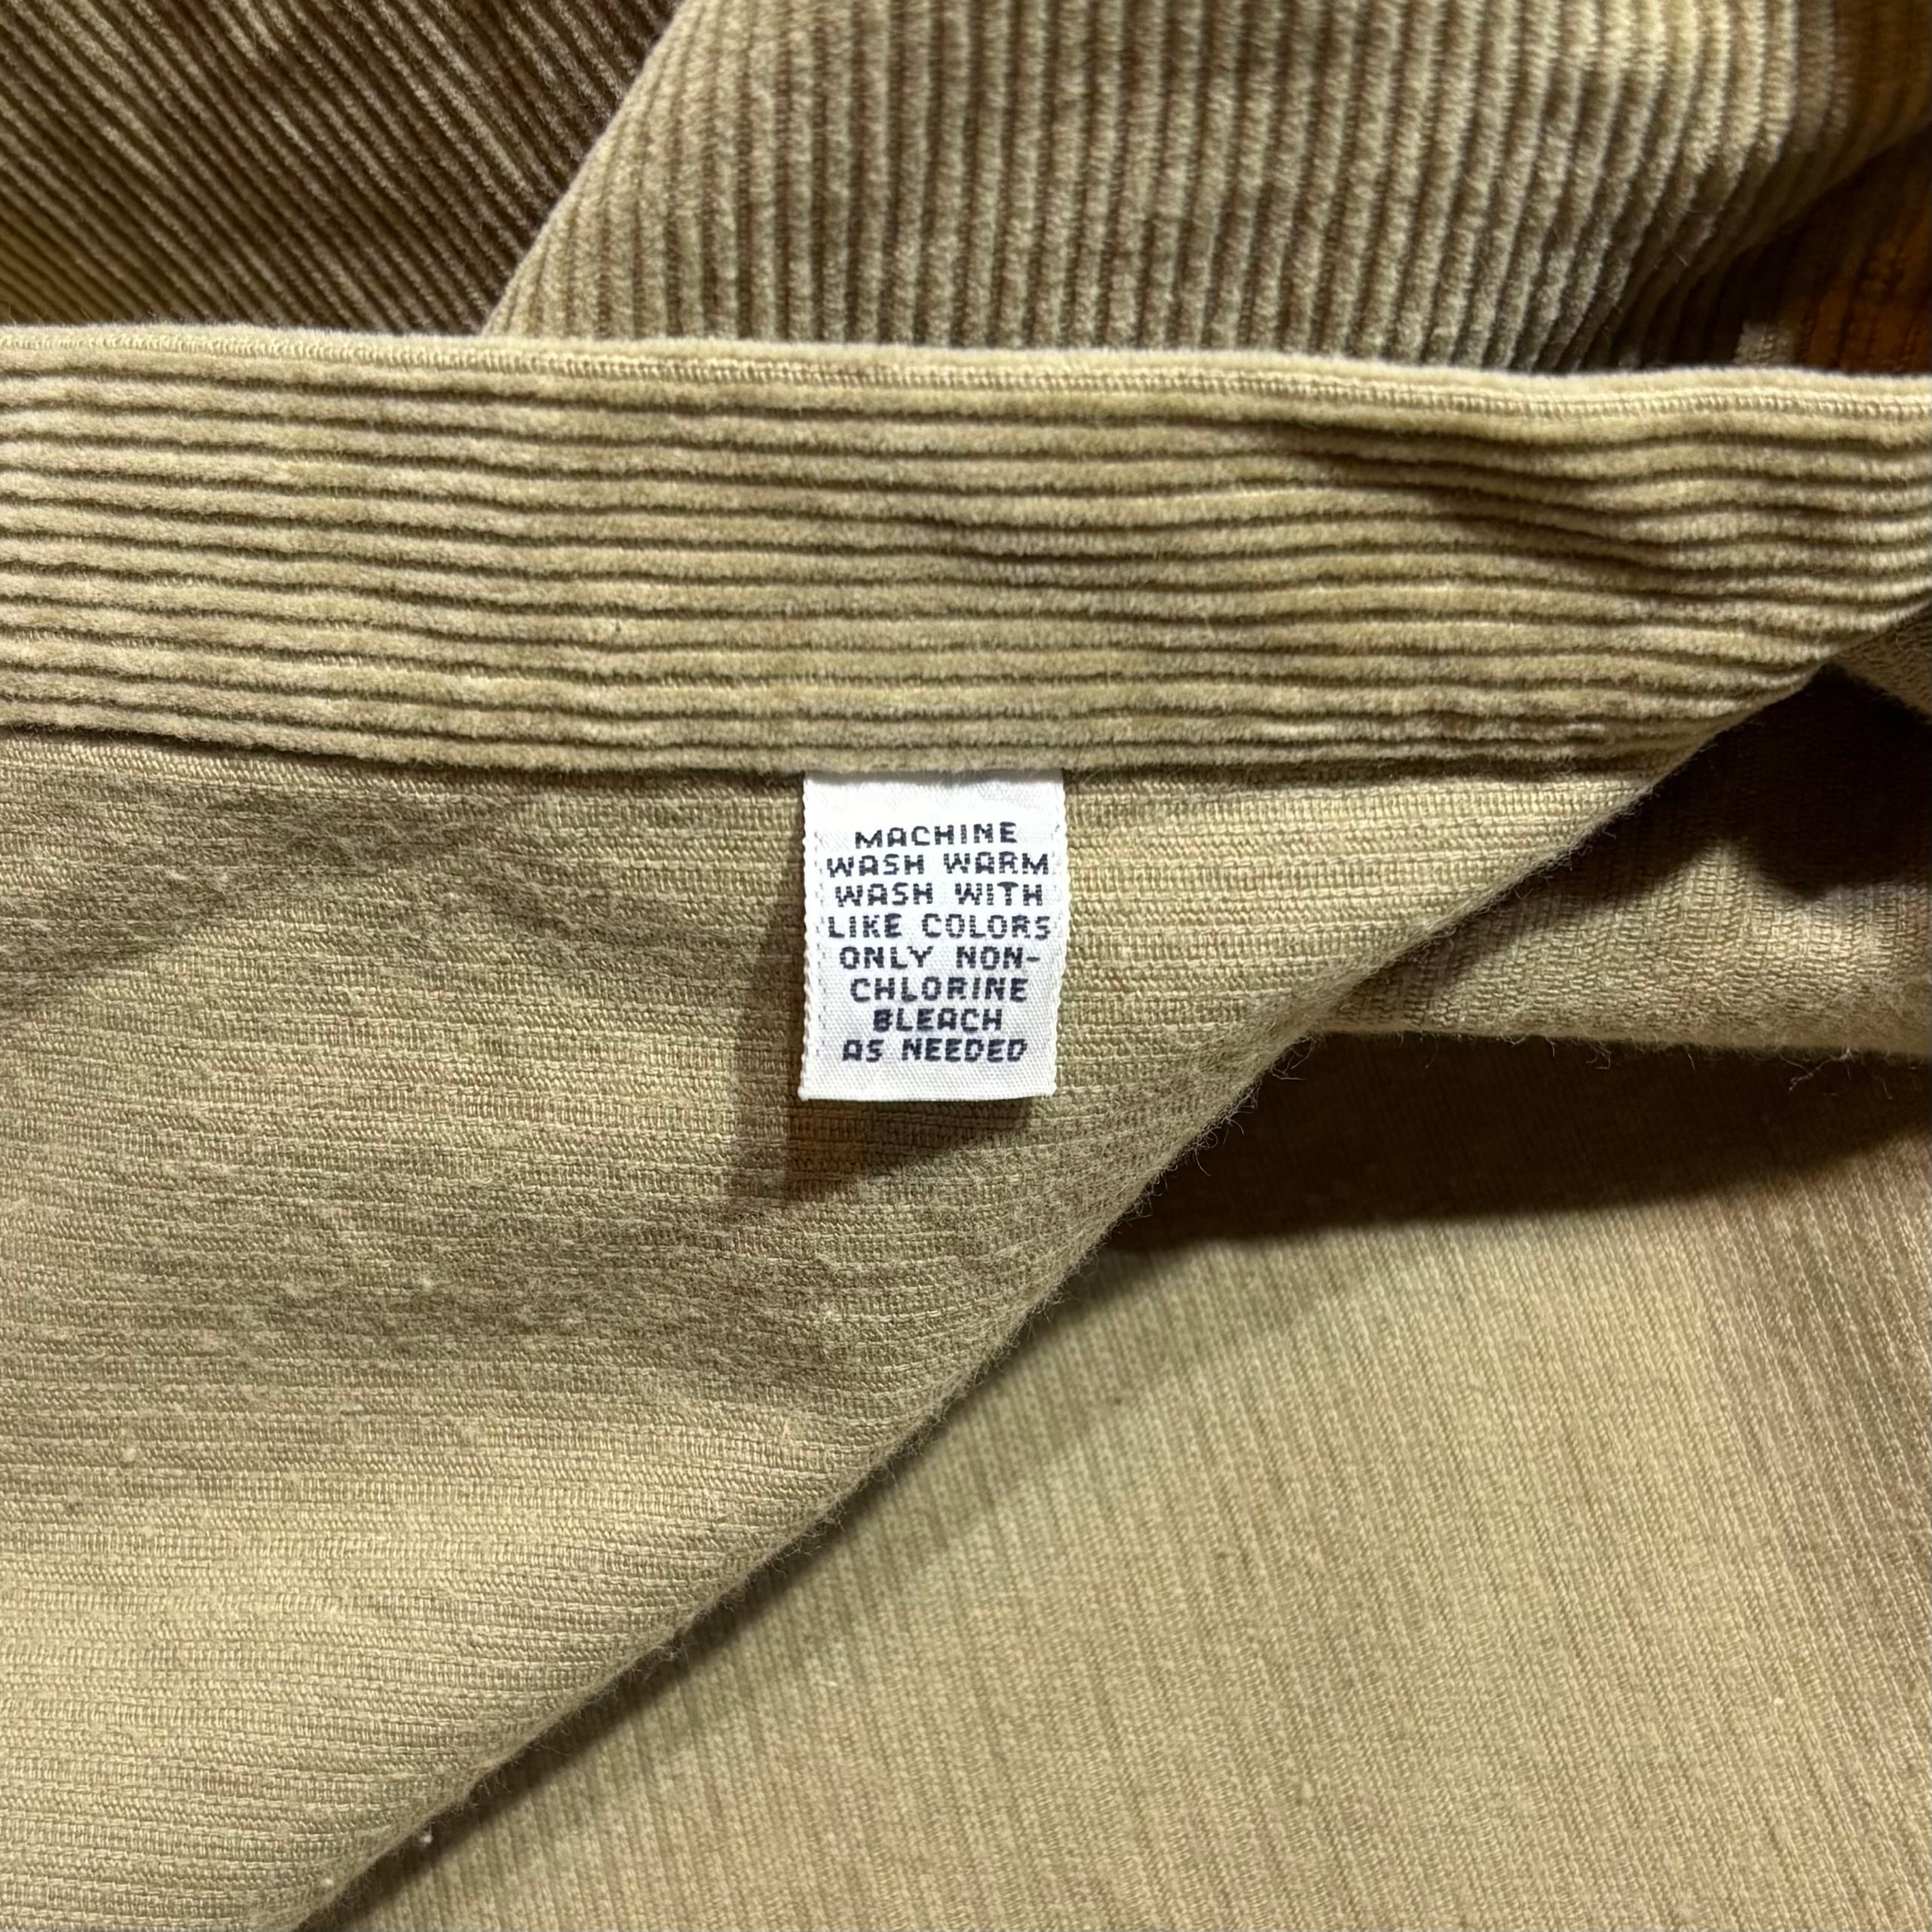 MACHINE
WASH WARM
WASH WITH
LIKE COLORS
ONLY NON-
CHLORINE
BLEACH
AS NEEDED